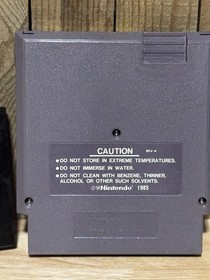 CAUTION REV-A
• DO NOT STORE IN EXTREME TEMPERATURES.
• DO NOT IMMERSE IN WATER.
• DO NOT CLEAN WITH BENZENE, THINNER,
ALCOHOL OR OTHER SUCH SOLVENTS.
©®Nintendo® 1985